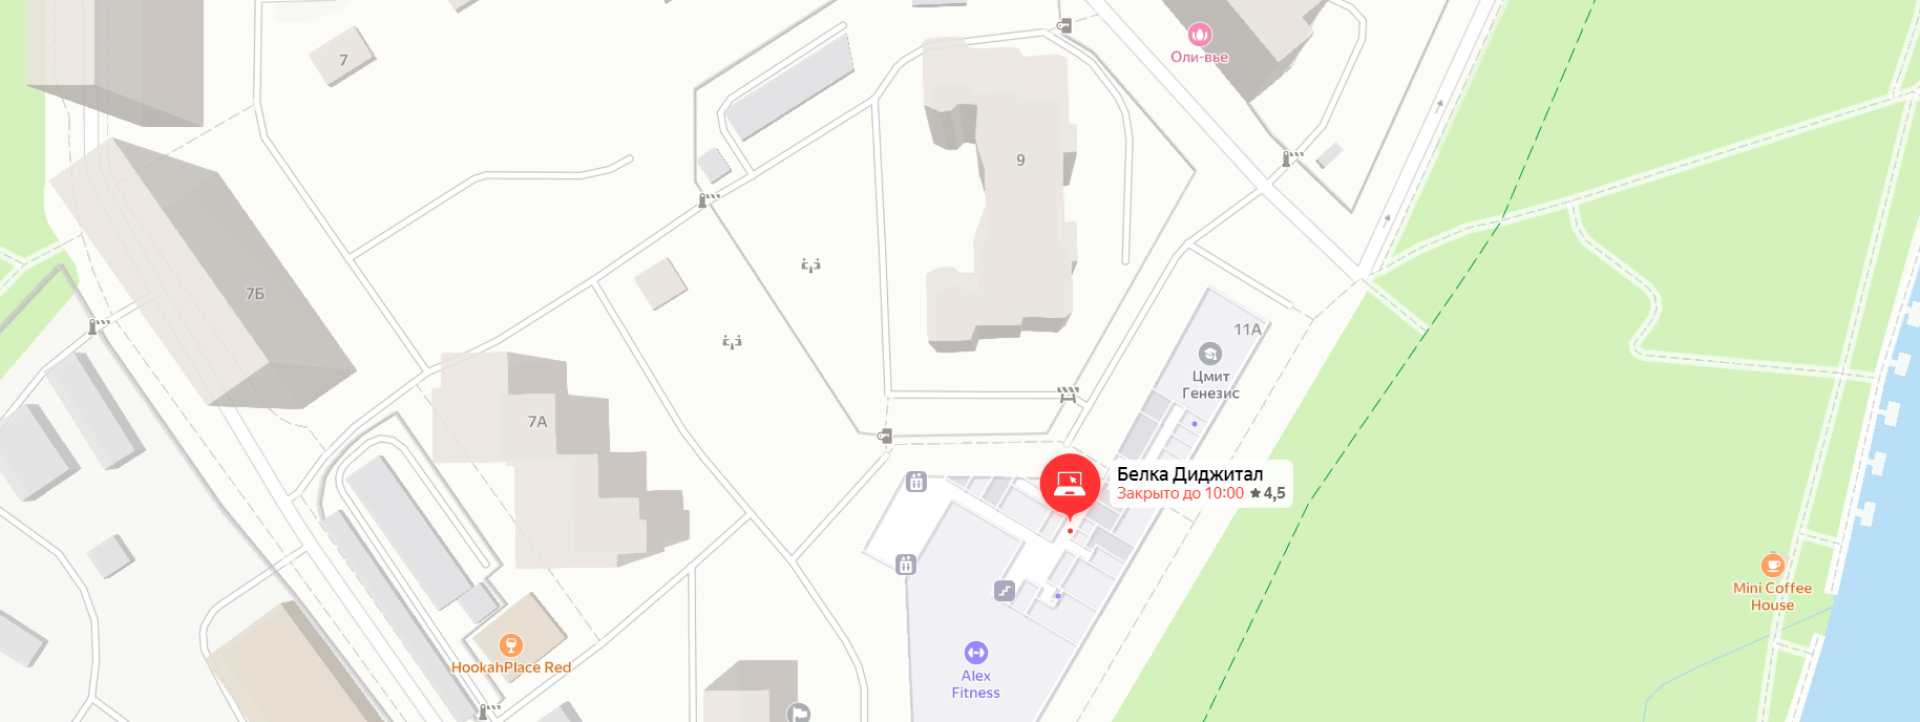 Оли-вье
7
9
7Б
11А
Цмит
Генезис
7А
Белка Диджитал
Закрыто до 10:00 ★ 4,5
Mini Coffee
House
HookahPlace Red
Alex
Fitness